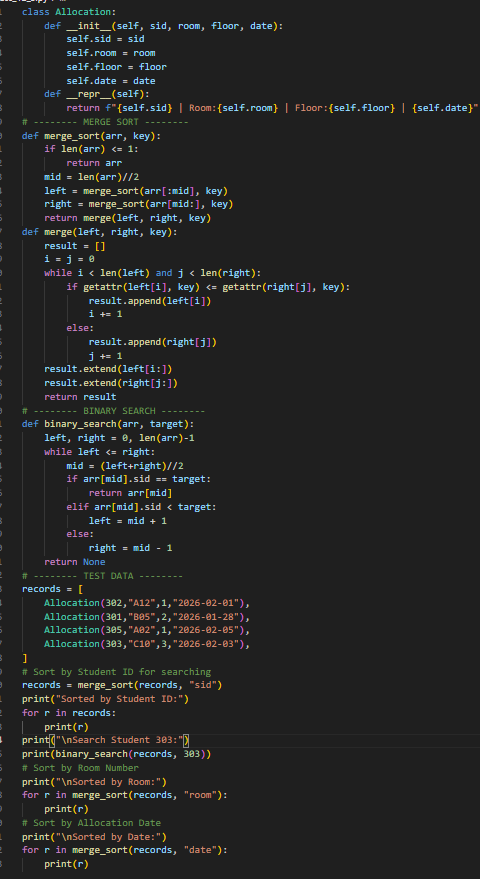 class Allocation:
    def __init__(self, sid, room, floor, date):
        self.sid = sid
        self.room = room
        self.floor = floor
        self.date = date
    def __repr__(self):
        return f"{self.sid} | Room:{self.room} | Floor:{self.floor} | {self.date}"
# -------- MERGE SORT --------
def merge_sort(arr, key):
    if len(arr) <= 1:
        return arr
    mid = len(arr)//2
    left = merge_sort(arr[:mid], key)
    right = merge_sort(arr[mid:], key)
    return merge(left, right, key)
def merge(left, right, key):
    result = []
    i = j = 0
    while i < len(left) and j < len(right):
        if getattr(left[i], key) <= getattr(right[j], key):
            result.append(left[i])
            i += 1
        else:
            result.append(right[j])
            j += 1
    result.extend(left[i:])
    result.extend(right[j:])
    return result
# -------- BINARY SEARCH --------
def binary_search(arr, target):
    left, right = 0, len(arr)-1
    while left <= right:
        mid = (left+right)//2
        if arr[mid].sid == target:
            return arr[mid]
        elif arr[mid].sid < target:
            left = mid + 1
        else:
            right = mid - 1
    return None
# -------- TEST DATA --------
records = [
    Allocation(302,"A12",1,"2026-02-01"),
    Allocation(301,"B05",2,"2026-01-28"),
    Allocation(305,"A02",1,"2026-02-05"),
    Allocation(303,"C10",3,"2026-02-03"),
]
# Sort by Student ID for searching
records = merge_sort(records, "sid")
print("Sorted by Student ID:")
for r in records:
    print(r)
print("\nSearch Student 303:")
print(binary_search(records, 303))
# Sort by Room Number
print("\nSorted by Room:")
for r in merge_sort(records, "room"):
    print(r)
# Sort by Allocation Date
print("\nSorted by Date:")
for r in merge_sort(records, "date"):
    print(r)